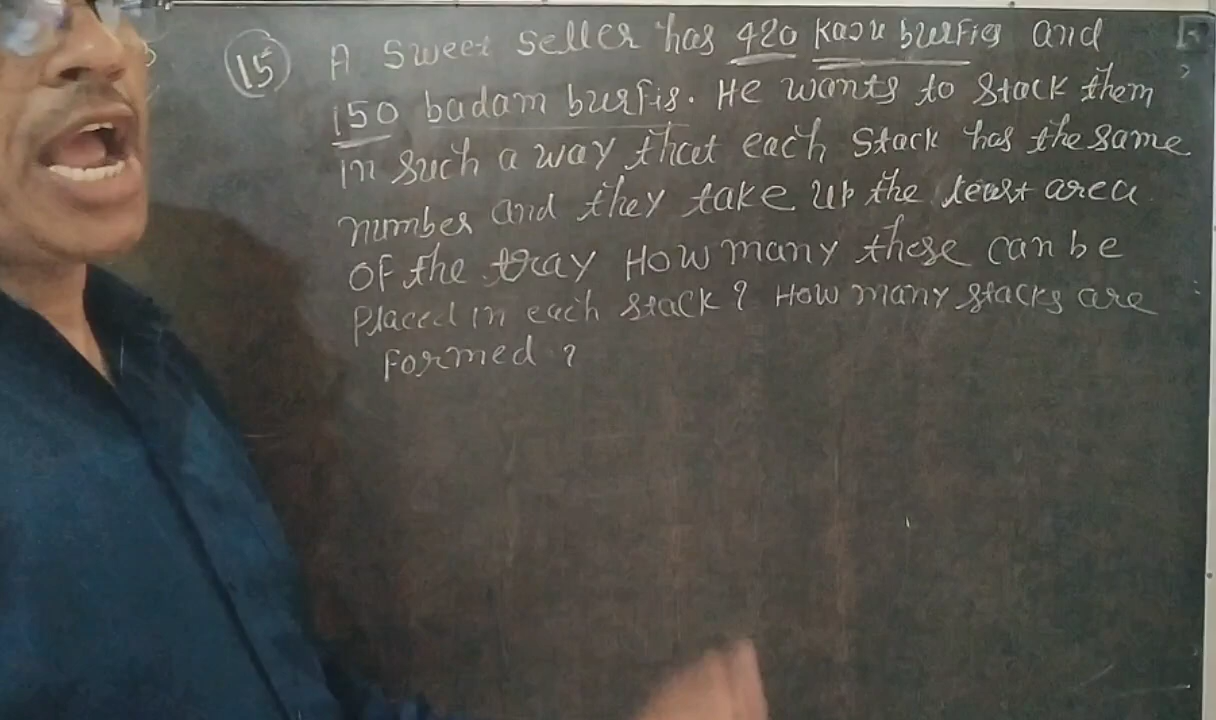 (15) A Sweet Seller has 420 kaju burfis and
150 badam burfis. He wants to stack them
in such a way that each Stack has the same
number and they take up the least area
of the tray How many these can be
placed in each stack? How many stacks are
formed?